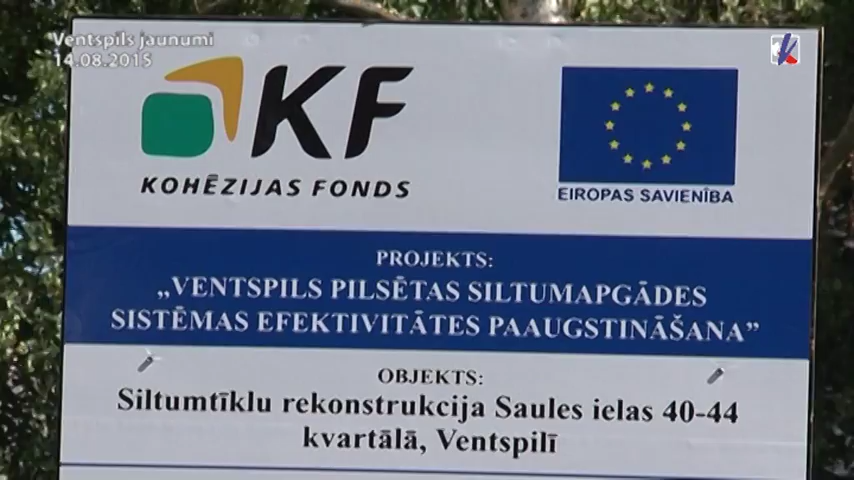 Ventspils jaunumi
14.08.2015
KF
KOHĒZIJAS FONDS
EIROPAS SAVIENĪBA
PROJEKTS:
„VENTSPILS PILSĒTAS SILTUMAPGĀDES
SISTĒMAS EFEKTIVITĀTES PAAUGSTINĀŠANA”
OBJEKTS:
Siltumtīklu rekonstrukcija Saules ielas 40-44
kvartālā, Ventspilī